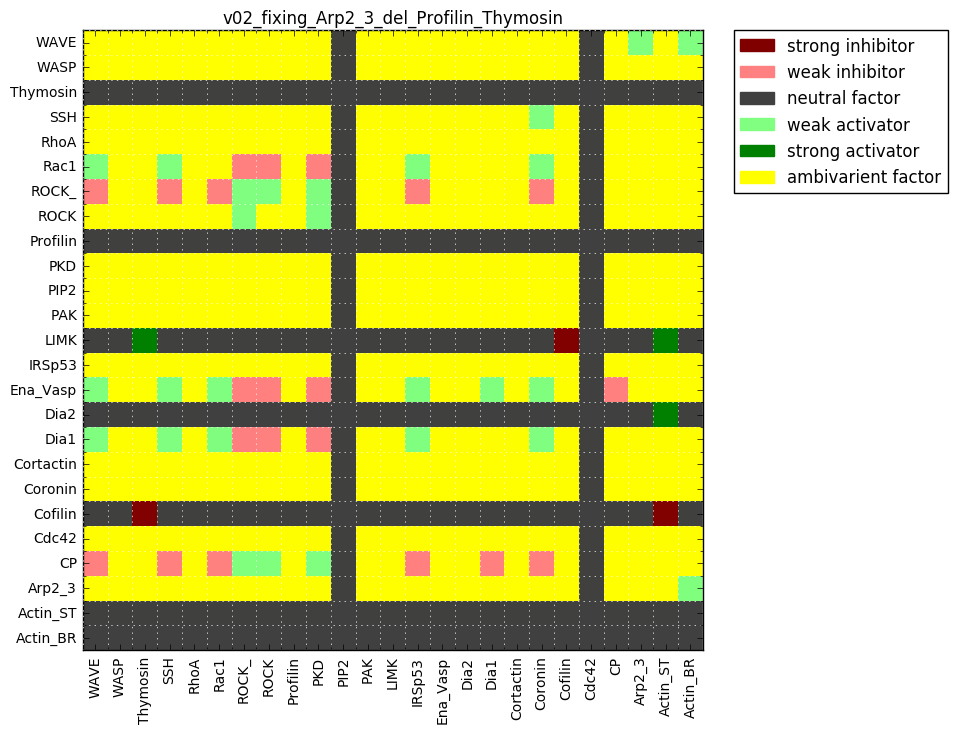 v02_fixing_Arp2_3_del_Profilin_Thymosin
WAVE
WASP
Thymosin
SSH
RhoA
Rac1
ROCK_
ROCK
Profilin
PKD
PIP2
PAK
LIMK
IRSp53
Ena_Vasp
Dia2
Dia1
Cortactin
Coronin
Cofilin
Cdc42
CP
Arp2_3
Actin_ST
Actin_BR
WAVE
WASP
Thymosin
SSH
RhoA
Rac1
ROCK_
ROCK
Profilin
PKD
PIP2
PAK
LIMK
IRSp53
Ena_Vasp
Dia2
Dia1
Cortactin
Coronin
Cofilin
Cdc42
CP
Arp2_3
Actin_ST
Actin_BR
strong inhibitor
weak inhibitor
neutral factor
weak activator
strong activator
ambivarient factor